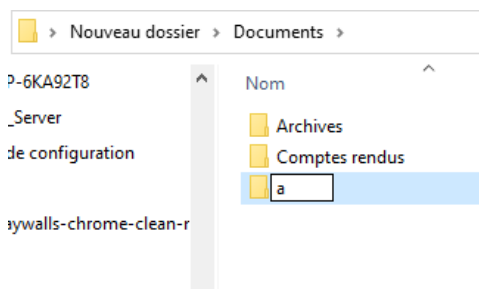 Nouveau dossier > Documents >
P-6KA92T8
_Server
de configuration
aywalls-chrome-clean-r
Nom
Archives
Comptes rendus
a